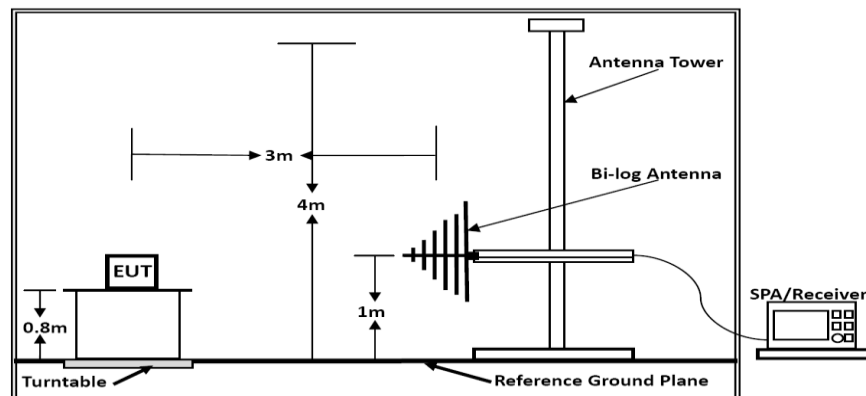 Antenna Tower
3m
Bi-log Antenna
4m
EUT
SPA/Receiver
0.8m
1m
Turntable
Reference Ground Plane